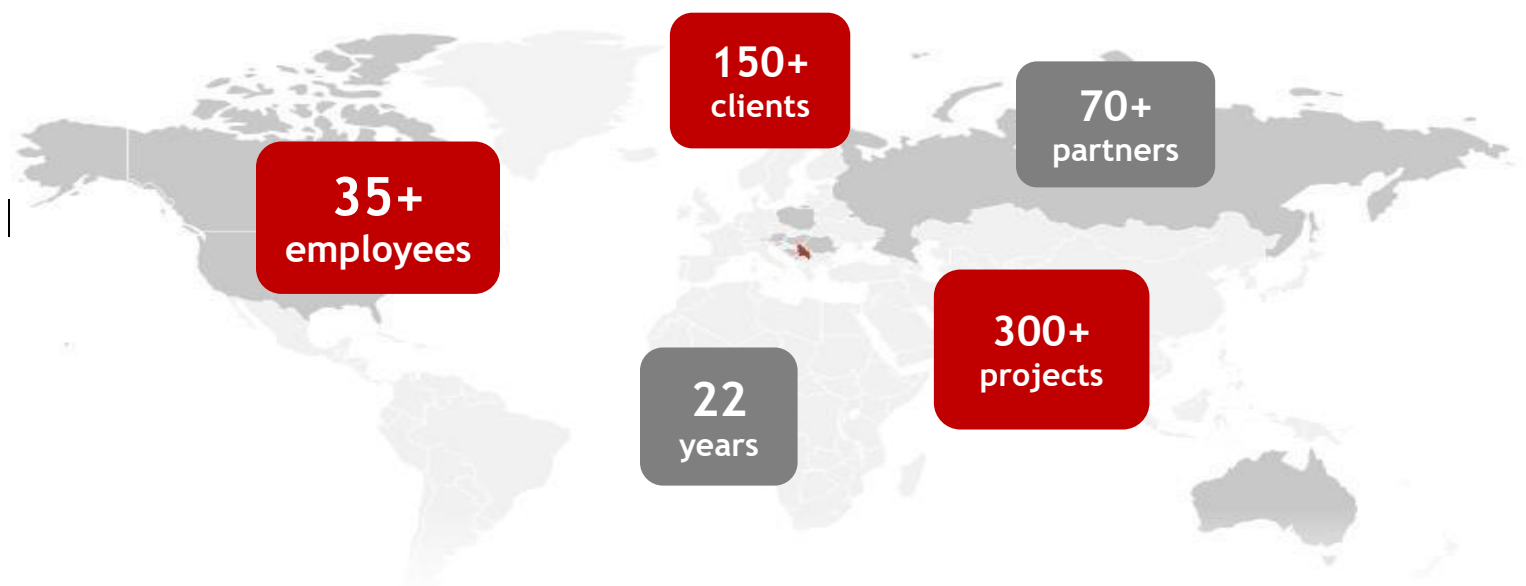 150+
clients
70+
partners
35+
employees
300+
projects
22
years